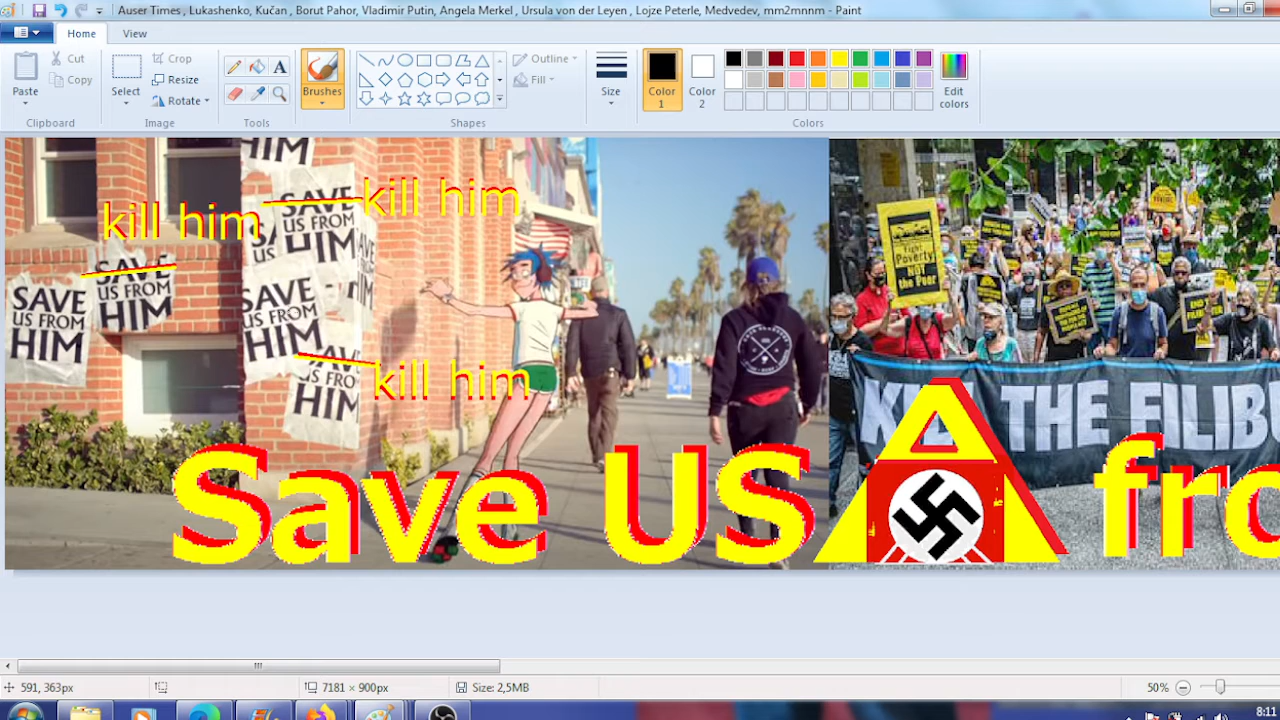 Auser Times , Lukashenko, Kučan , Borut Pahor, Vladimir Putin, Angela Merkel , Ursula von der Leyen , Lojze Peterle, Medvedev, mm2mnnm - Paint
Home View
Paste
Cut
Copy
Clipboard
Select
Crop
Resize
Rotate
Image
A
Tools
Brushes
Outline
Fill
Shapes
Size
Color 1
Color 2
Edit colors
Colors
HIM
SAVE
US FROM
HIM
kill him
kill him
SAVE
US FROM
HIM
SAVE
US FROM
HIM
SAVE
US FROM
HIM
kill him
HIM
Fight
Poverty
NOT
the Poor
THE FILIBU
Save USA fro
591, 363px
7181 × 900px
Size: 2,5MB
50%
8:11